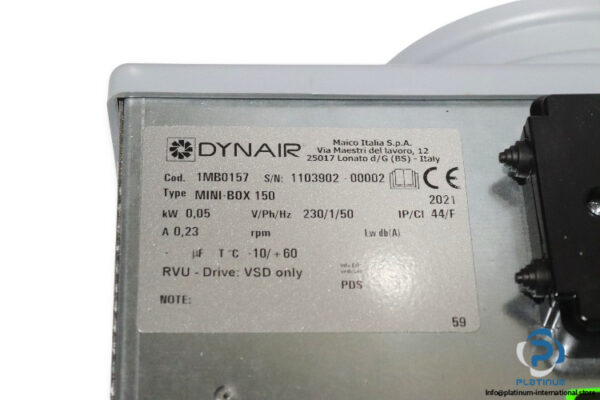 DYNAIR
Maico Italia S.p.A.
Via Maestri del lavoro, 12
25017 Lonato d/G (BS) - Italy
Cod. 1MB0157 S/N: 1103902 - 00002 CE
Type MINI-BOX 150 2021
kW 0,05 V/Ph/Hz 230/1/50 IP/Cl 44/F
A 0,23 rpm Lw db(A)
- µF T °C -10/+60
RVU - Drive: VSD only
PDS
NOTE:
59
PLATINUM
Info@platinum-international.store